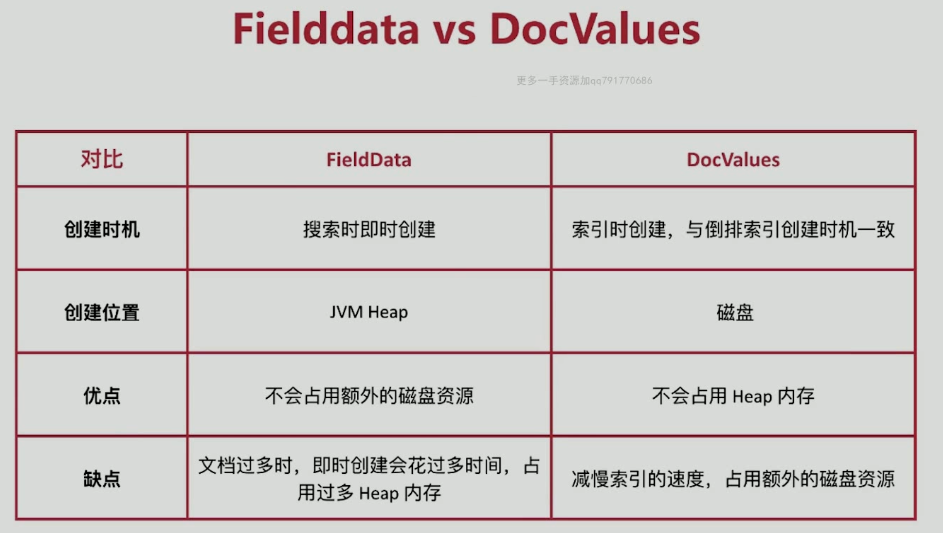 Fielddata vs DocValues
更多一手资源加qq791770686
对比
FieldData
DocValues
创建时机
搜索时即时创建
索引时创建，与倒排索引创建时机一致
创建位置
JVM Heap
磁盘
优点
不会占用额外的磁盘资源
不会占用 Heap 内存
缺点
文档过多时，即时创建会花过多时间，占
用过多 Heap 内存
减慢索引的速度，占用额外的磁盘资源